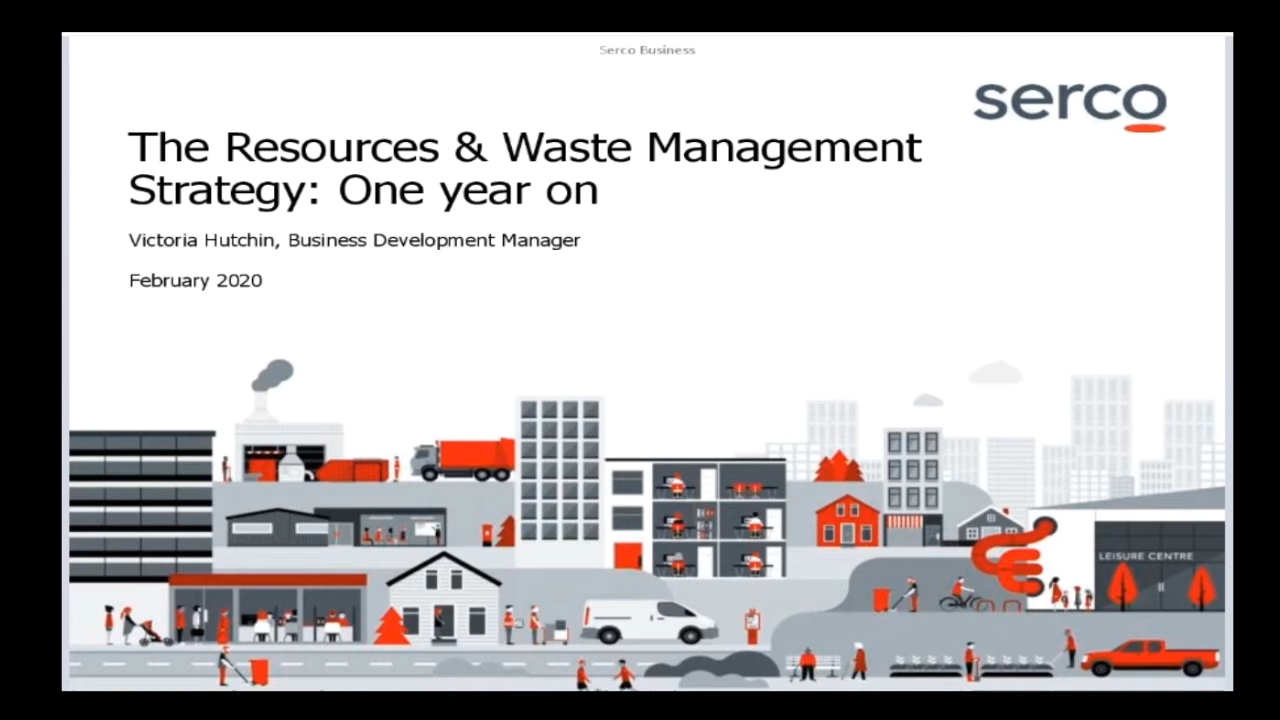 Serco Business
serco
The Resources & Waste Management
Strategy: One year on
Victoria Hutchin, Business Development Manager
February 2020
LEISURE CENTRE